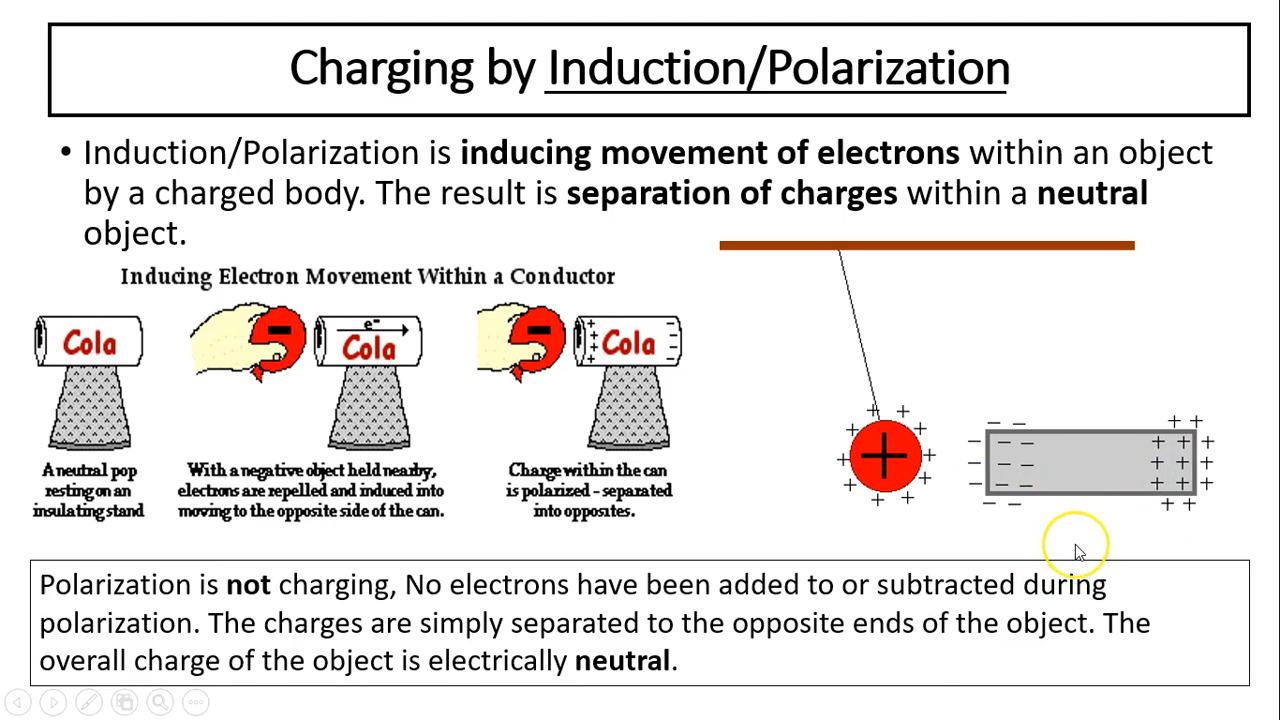 Charging by Induction/Polarization
• Induction/Polarization is inducing movement of electrons within an object
by a charged body. The result is separation of charges within a neutral
object.
Inducing Electron Movement Within a Conductor
Cola
e⁻
Cola
Cola
A neutral pop
resting on an
insulating stand
With a negative object held nearby,
electrons are repelled and induced into
moving to the opposite side of the can.
Charge within the can
is polarized - separated
into opposites.
Polarization is not charging, No electrons have been added to or subtracted during
polarization. The charges are simply separated to the opposite ends of the object. The
overall charge of the object is electrically neutral.